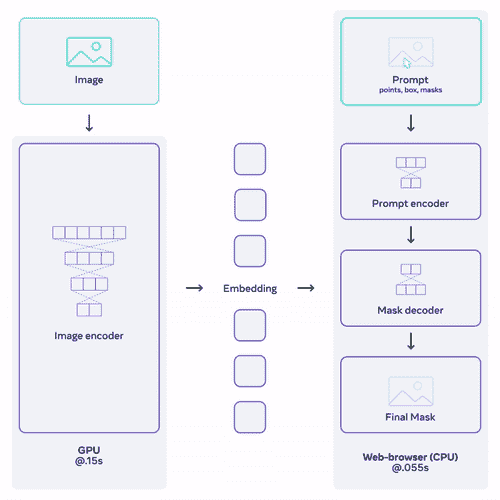 Image
Image encoder
GPU
@.15s
Embedding
Prompt
points, box, masks
Prompt encoder
Mask decoder
Final Mask
Web-browser (CPU)
@.055s